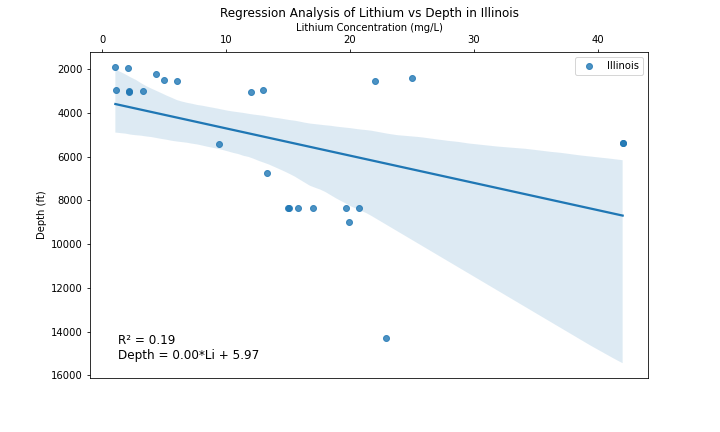 Regression Analysis of Lithium vs Depth in Illinois
Lithium Concentration (mg/L)
0 10 20 30 40
Illinois
2000
4000
6000
8000
10000
12000
14000
16000
Depth (ft)
R² = 0.19
Depth = 0.00*Li + 5.97